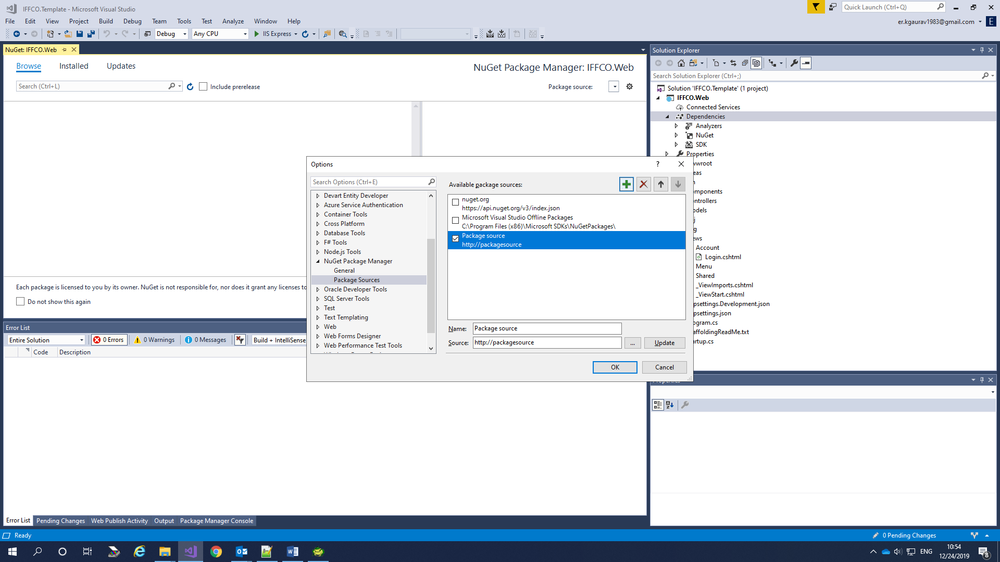 IFFCO.Template - Microsoft Visual Studio
Quick Launch (Ctrl+Q)
File Edit View Project Build Debug Team Tools Test Analyze Window Help
er.kgaurav1983@gmail.com
E
Debug
Any CPU
IIS Express
NuGet: IFFCO.Web
Browse
Installed
Updates
NuGet Package Manager: IFFCO.Web
Search (Ctrl+L)
Include prerelease
Package source:
Each package is licensed to you by its owner. NuGet is not responsible for, nor does it grant any licenses to
Do not show this again
Solution Explorer
Search Solution Explorer (Ctrl+;)
Solution 'IFFCO.Template' (1 project)
IFFCO.Web
Connected Services
Dependencies
Analyzers
NuGet
SDK
Properties
wroot
eas
mponents
ontrollers
odels
ews
Account
Login.cshtml
Menu
Shared
_ViewImports.cshtml
_ViewStart.cshtml
psettings.Development.json
psettings.json
ogram.cs
affoldingReadMe.txt
artup.cs
Options
?
Search Options (Ctrl+E)
Devart Entity Developer
Azure Service Authentication
Container Tools
Cross Platform
Database Tools
F# Tools
Node.js Tools
NuGet Package Manager
General
Package Sources
Oracle Developer Tools
SQL Server Tools
Test
Text Templating
Web
Web Forms Designer
Web Performance Test Tools
Available package sources:
nuget.org
https://api.nuget.org/v3/index.json
Microsoft Visual Studio Offline Packages
C:\Program Files (x86)\Microsoft SDKs\NuGetPackages\
Package source
http://packagesource
Name: Package source
Source: http://packagesource
...
Update
OK
Cancel
Error List
Entire Solution
0 Errors
0 Warnings
0 Messages
Build + IntelliSense
Code
Description
Error List
Pending Changes
Web Publish Activity
Output
Package Manager Console
Ready
0 Pending Changes
ENG
10:54
12/24/2019
8